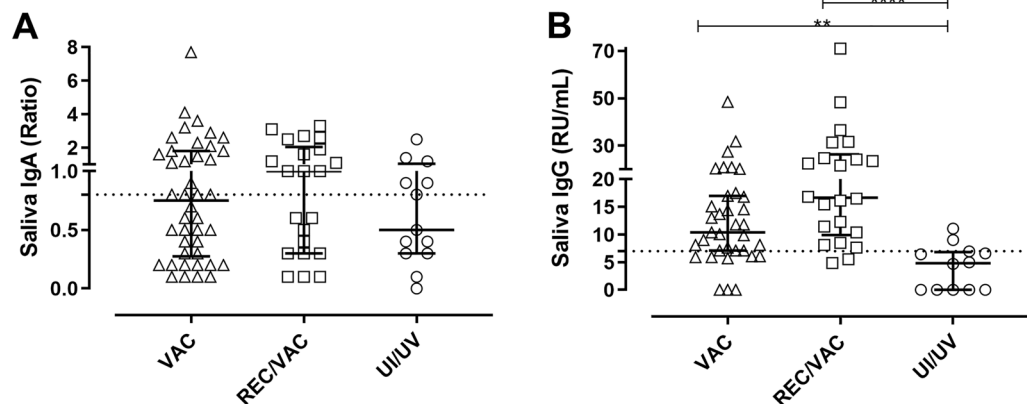 A
Saliva IgA (Ratio)
8
6
4
2
1.0
0.5
0.0
VAC
REC/VAC
UI/UV
B
****
**
Saliva IgG (RU/mL)
70
50
30
20
15
10
5
0
VAC
REC/VAC
UI/UV